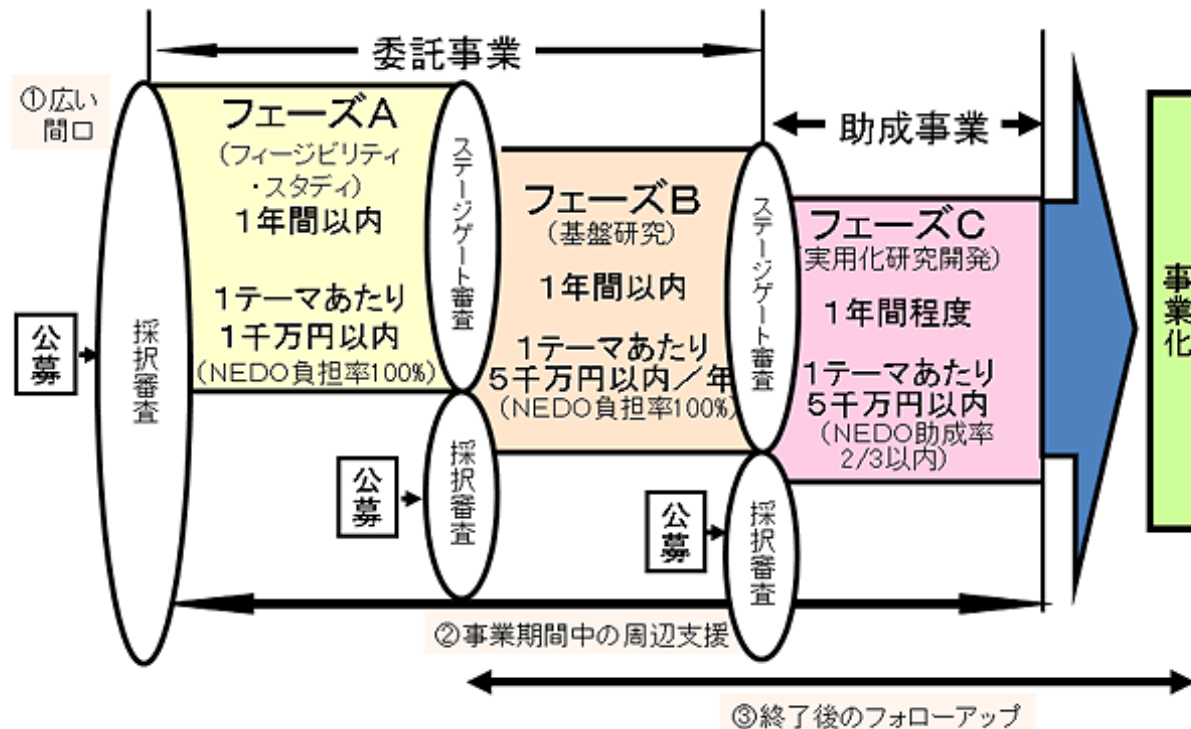 委託事業
①広い
間口
フェーズA
(フィージビリティ
・スタディ)
1年間以内
1テーマあたり
1千万円以内
(NEDO負担率100%)
公募
採択審査
ステージゲート審査
公募
採択審査
フェーズB
(基盤研究)
1年間以内
1テーマあたり
5千万円以内/年
(NEDO負担率100%)
ステージゲート審査
公募
採択審査
助成事業
フェーズC
(実用化研究開発)
1年間程度
1テーマあたり
5千万円以内
(NEDO助成率
2/3以内)
事業化
②事業期間中の周辺支援
③終了後のフォローアップ